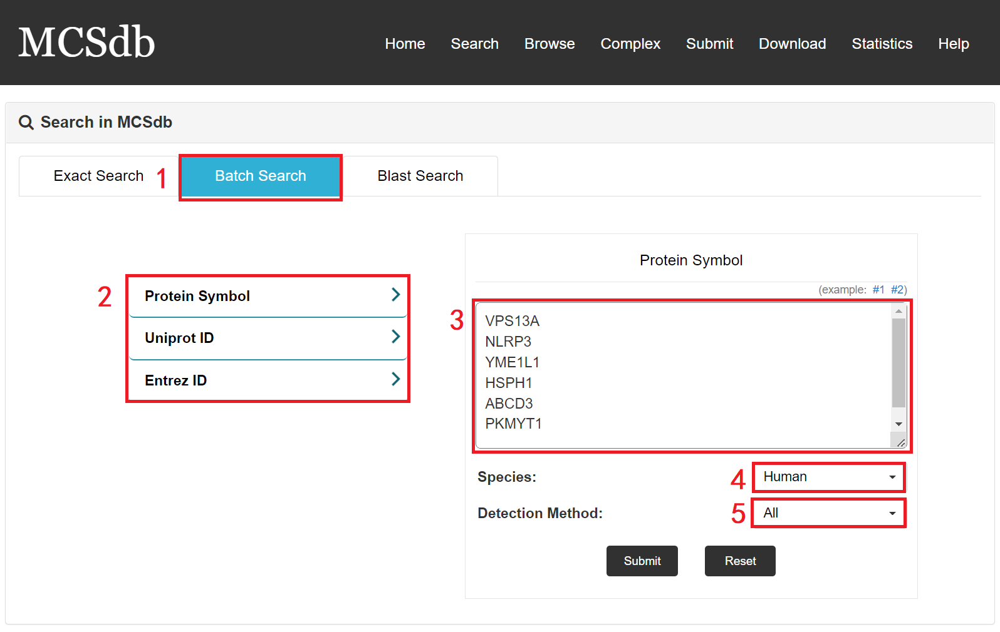 MCSdb
Home Search Browse Complex Submit Download Statistics Help
Search in MCSdb
Exact Search 1 Batch Search Blast Search
2
Protein Symbol
Uniprot ID
Entrez ID
Protein Symbol
(example: #1 #2)
3
VPS13A
NLRP3
YME1L1
HSPH1
ABCD3
PKMYT1
Species: 4 Human
Detection Method: 5 All
Submit Reset